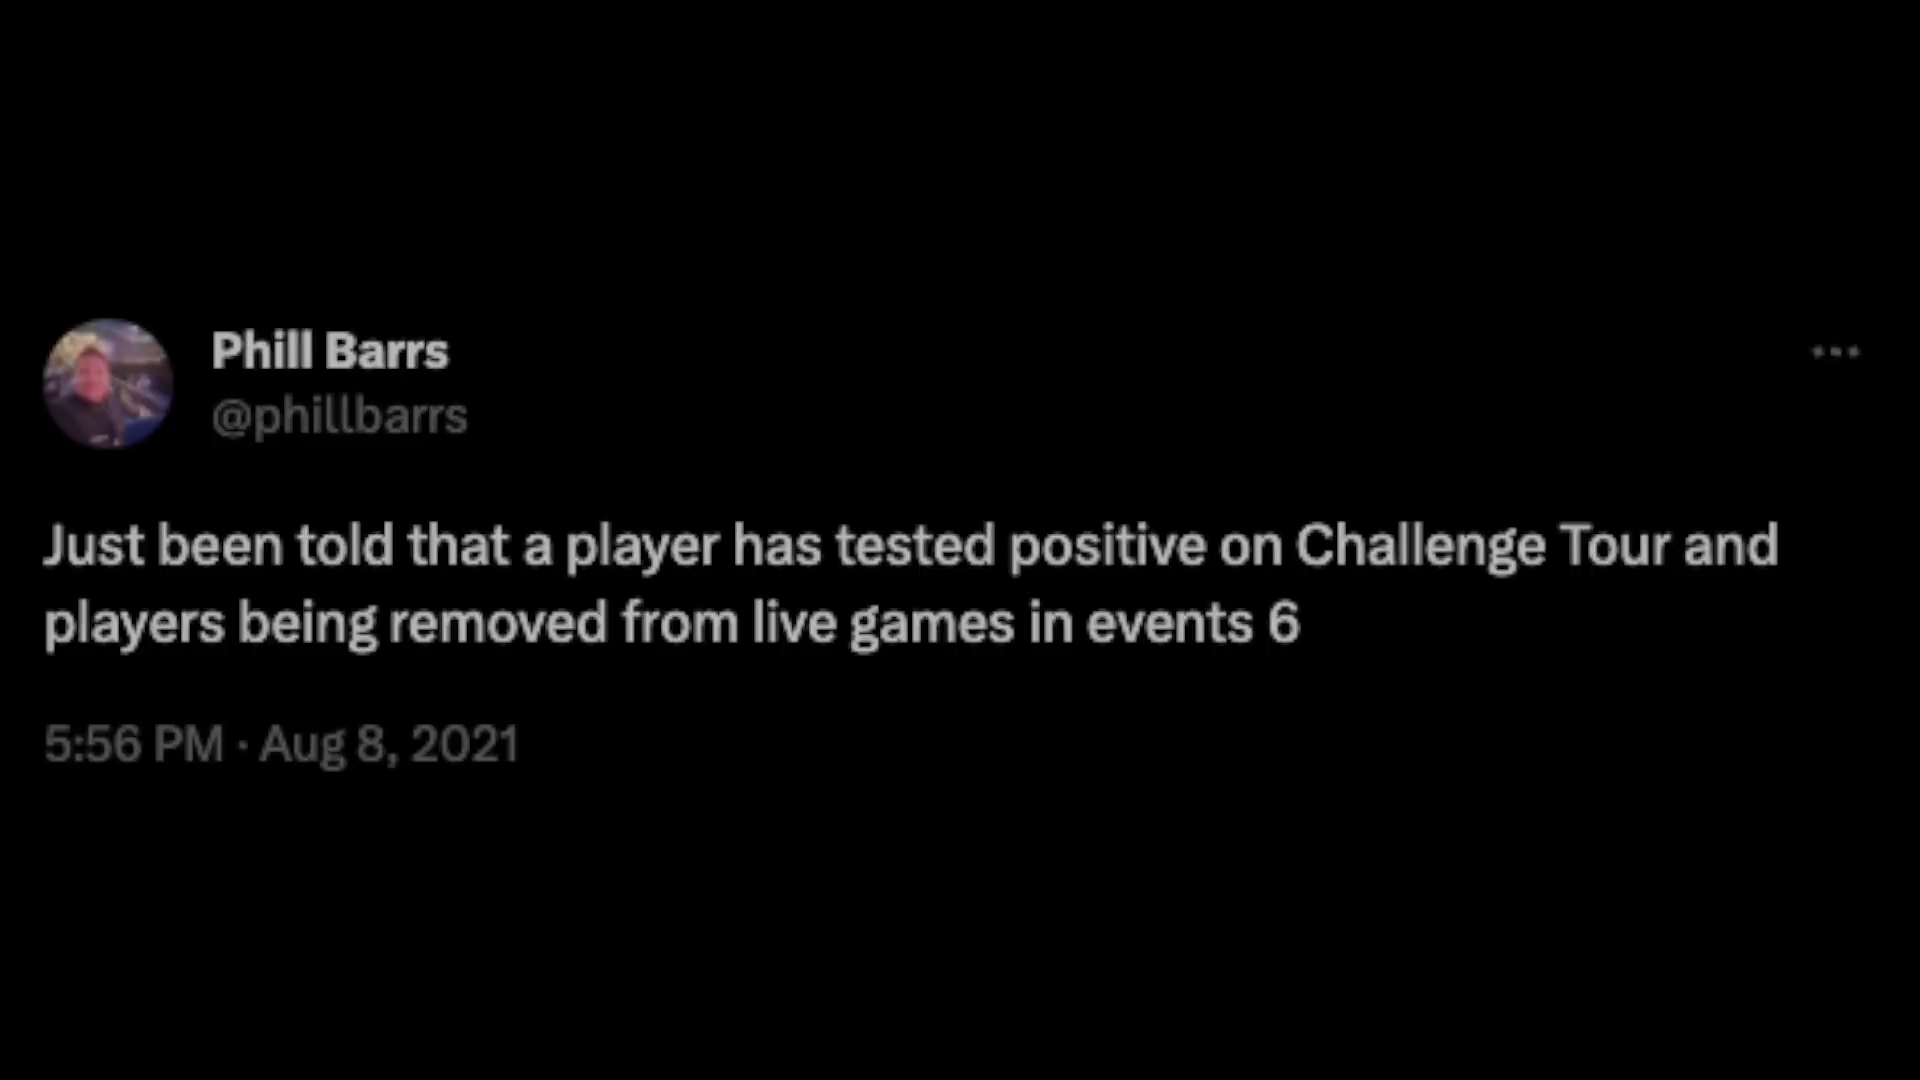 Phill Barrs
@phillbarrs
Just been told that a player has tested positive on Challenge Tour and
players being removed from live games in events 6
5:56 PM · Aug 8, 2021